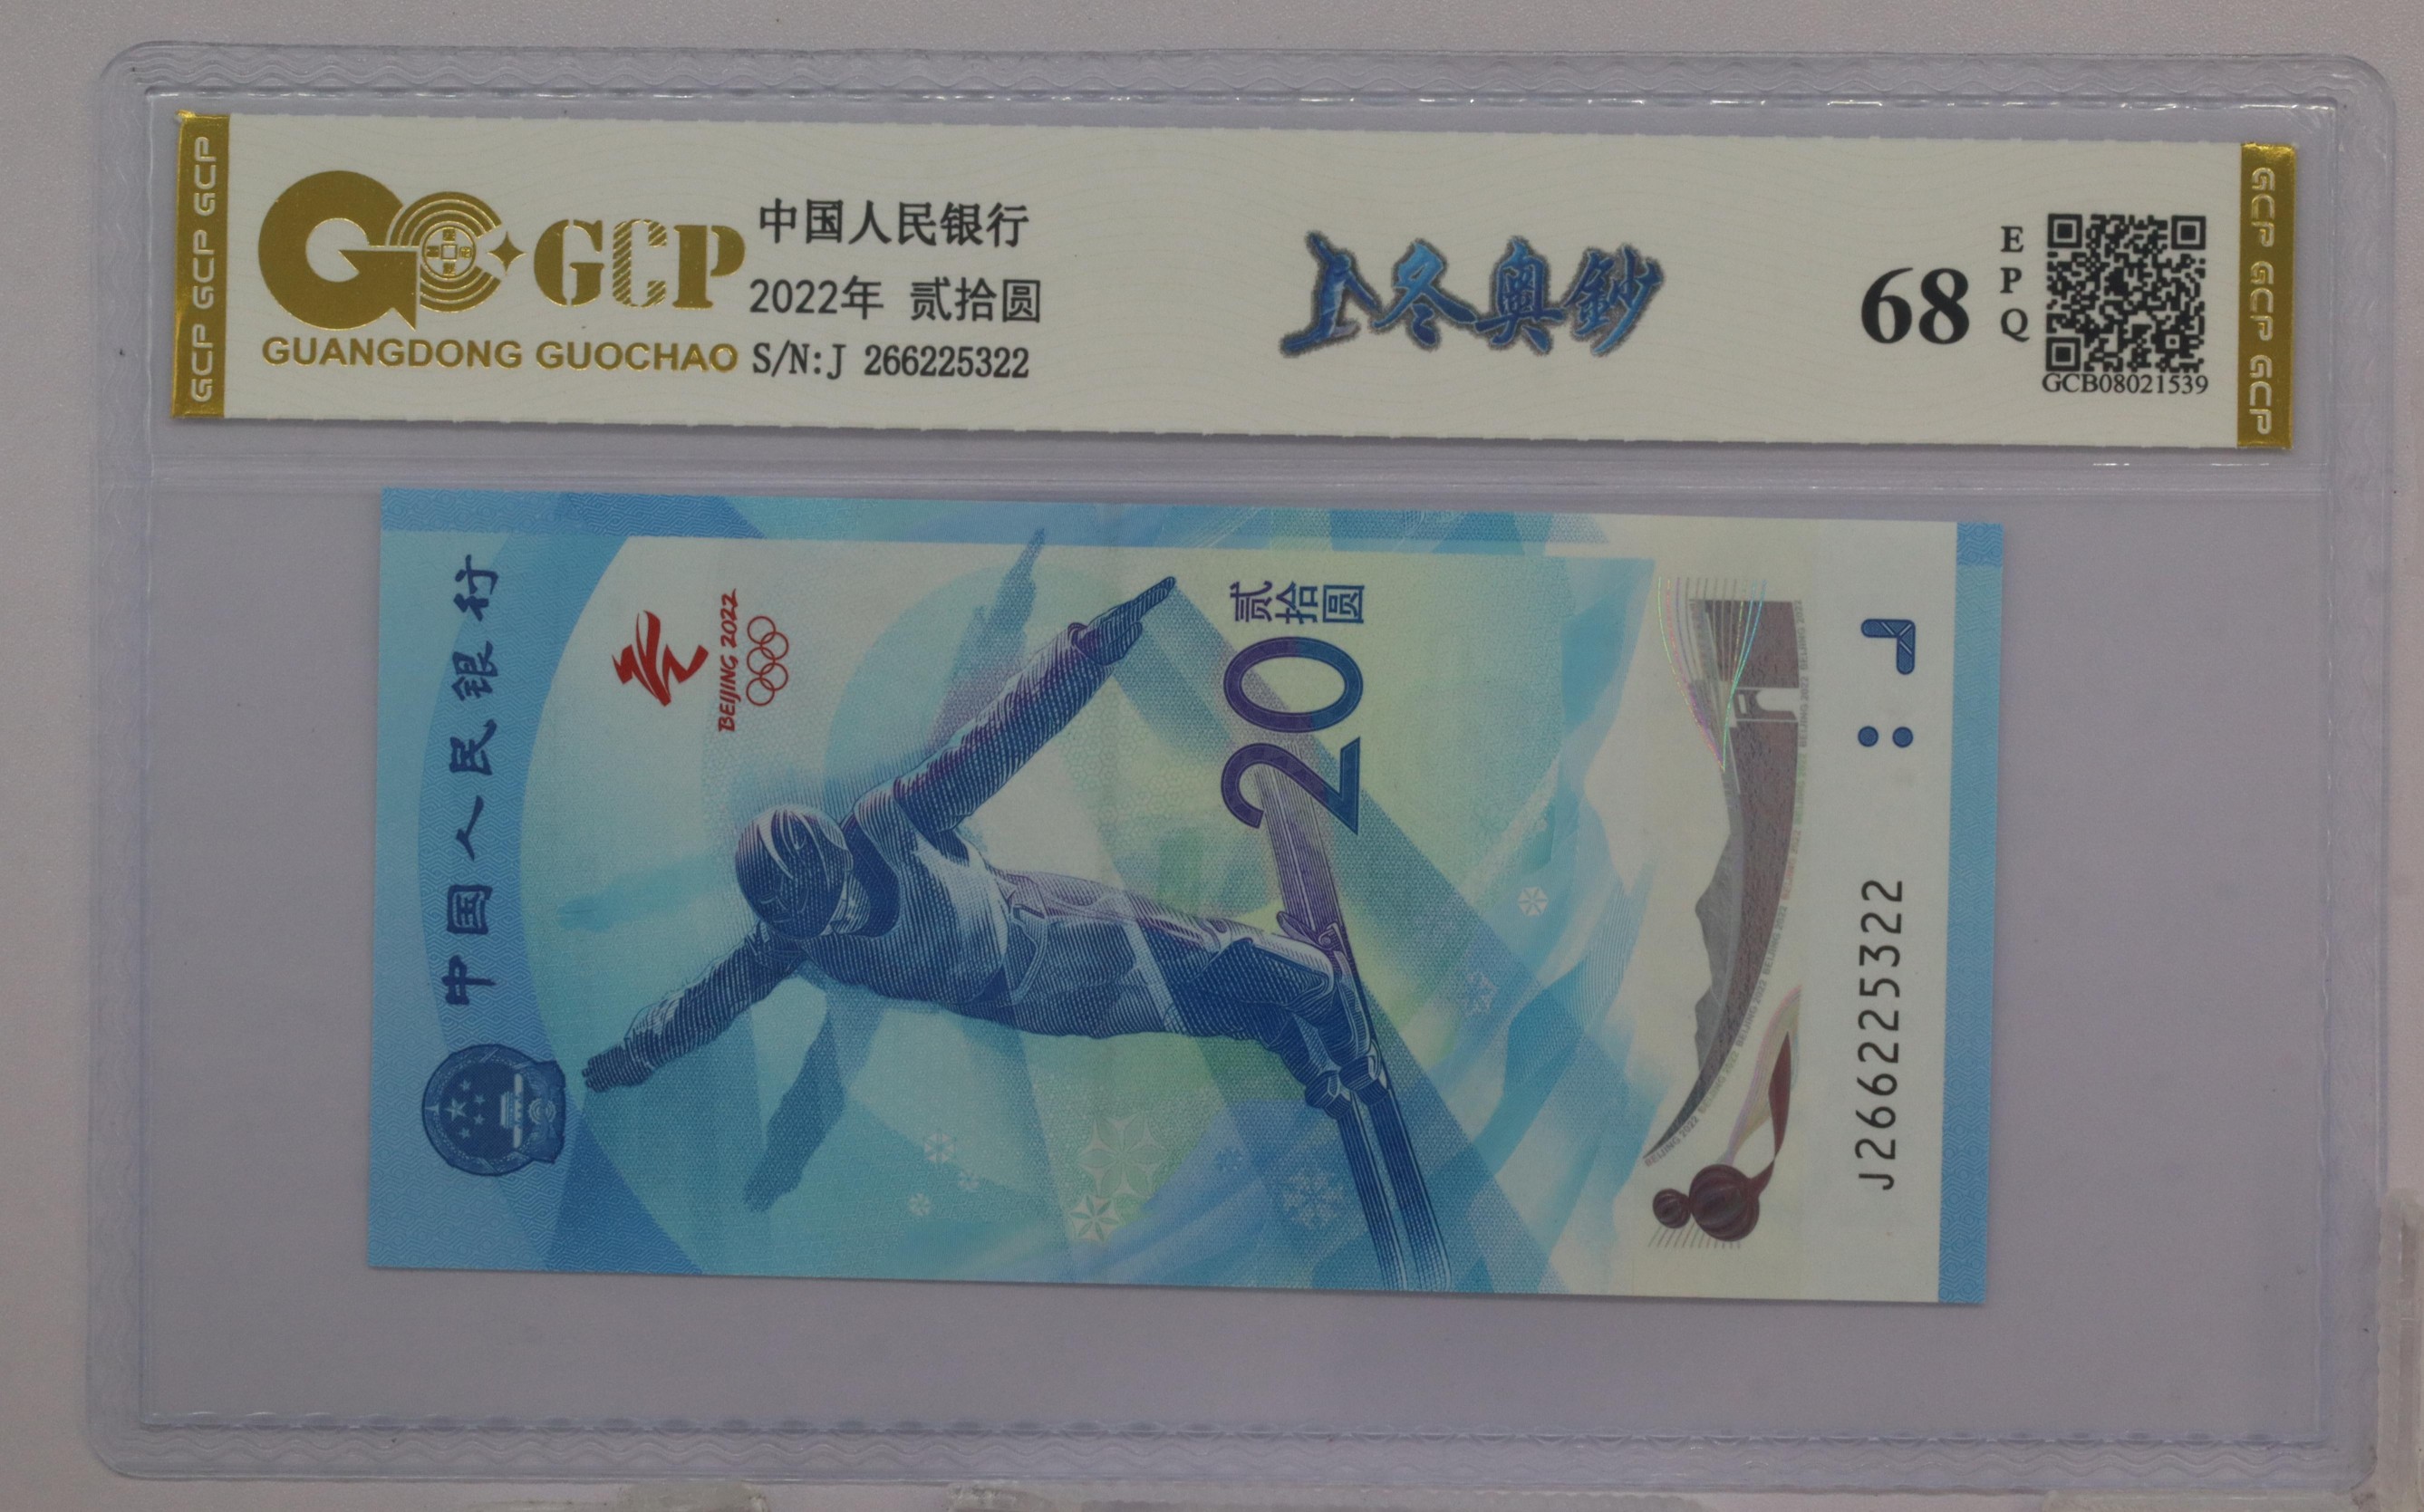 GCP GCP GCP
GCP
GUANGDONG GUOCHAO
中国人民银行
2022年 贰拾圆
S/N:J 266225322
冬奥鈔
68
EPQ
GCB08021539
GCP GCP GCP
中国人民银行
BEIJING 2022
贰拾圆
20
J266225322